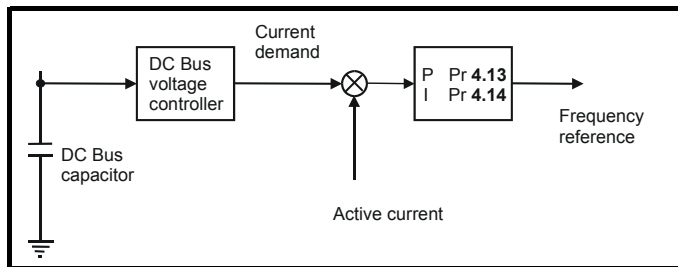 Current
demand
DC Bus
voltage
controller
P Pr 4.13
I Pr 4.14
Frequency
reference
DC Bus
capacitor
Active current